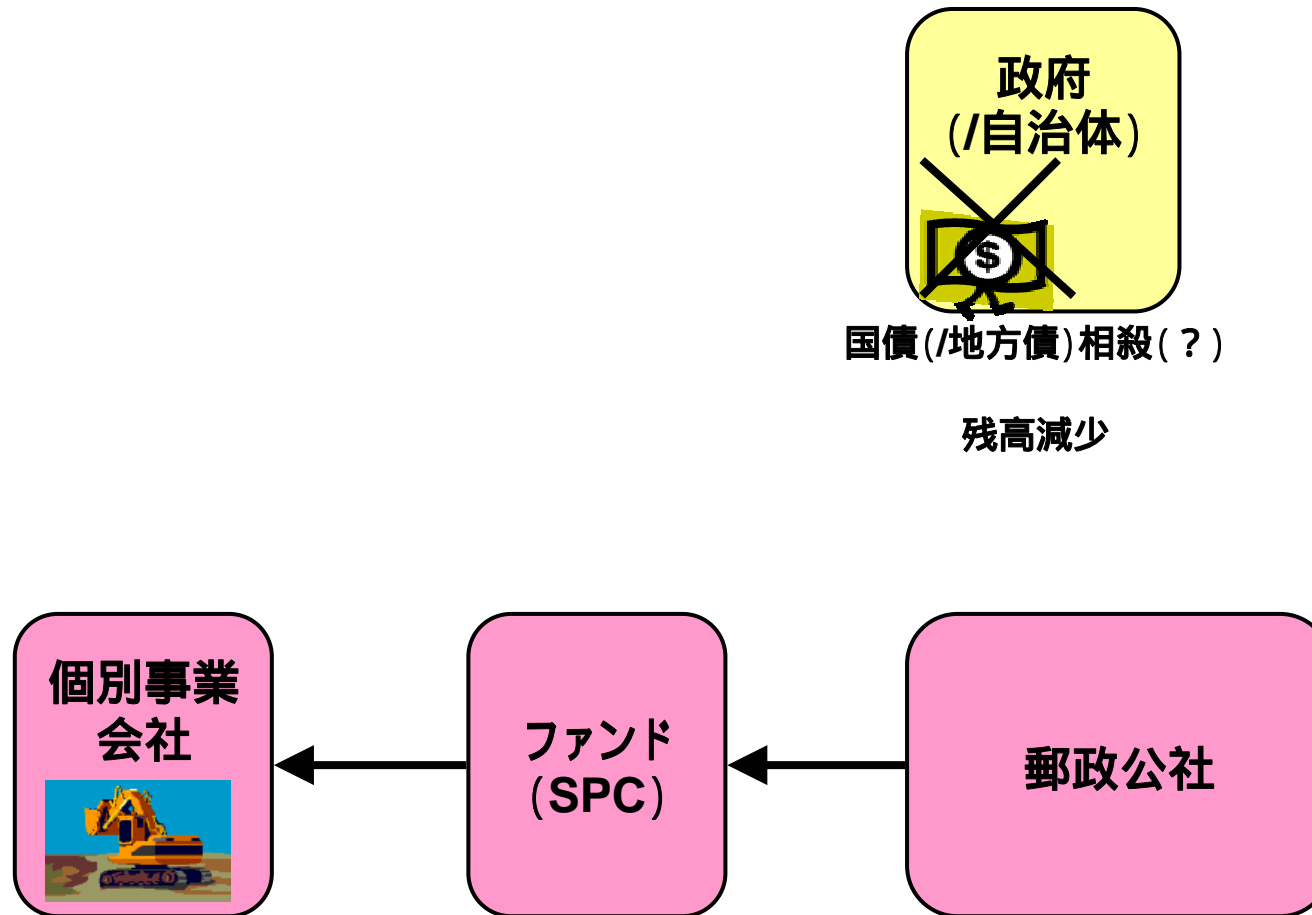 政府
(/自治体)
$
国債(/地方債)相殺(?)
残高減少
個別事業
会社
ファンド
(SPC)
郵政公社